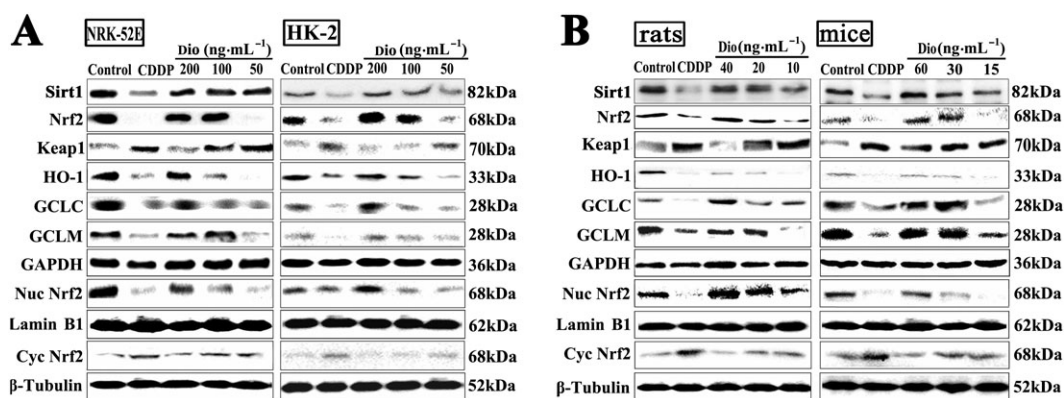 A
NRK-52E
HK-2
Dio (ng·mL⁻¹)
Dio (ng·mL⁻¹)
Control CDDP 200 100 50
Control CDDP 200 100 50
Sirt1 82kDa
Nrf2 68kDa
Keap1 70kDa
HO-1 33kDa
GCLC 28kDa
GCLM 28kDa
GAPDH 36kDa
Nuc Nrf2 68kDa
Lamin B1 62kDa
Cyc Nrf2 68kDa
β-Tubulin 52kDa
B
rats
mice
Dio (ng·mL⁻¹)
Dio (ng·mL⁻¹)
Control CDDP 40 20 10
Control CDDP 60 30 15
Sirt1 82kDa
Nrf2 68kDa
Keap1 70kDa
HO-1 33kDa
GCLC 28kDa
GCLM 28kDa
GAPDH 36kDa
Nuc Nrf2 68kDa
Lamin B1 62kDa
Cyc Nrf2 68kDa
β-Tubulin 52kDa